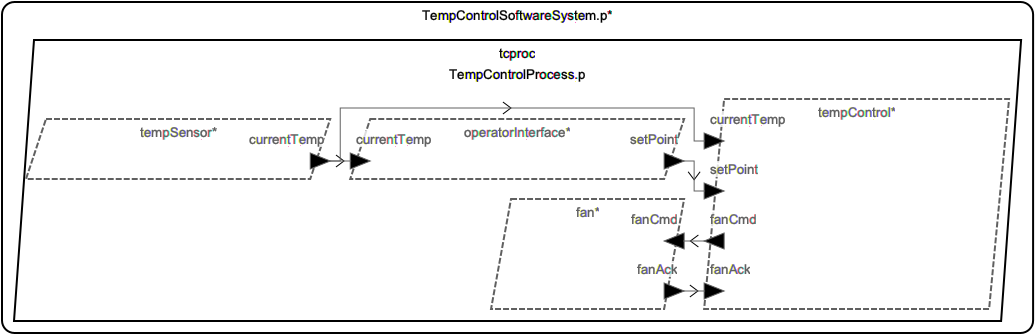 TempControlSoftwareSystem.p*
tcproc
TempControlProcess.p
tempSensor*
currentTemp
currentTemp
operatorInterface*
setPoint
currentTemp
tempControl*
setPoint
fan*
fanCmd
fanCmd
fanAck
fanAck